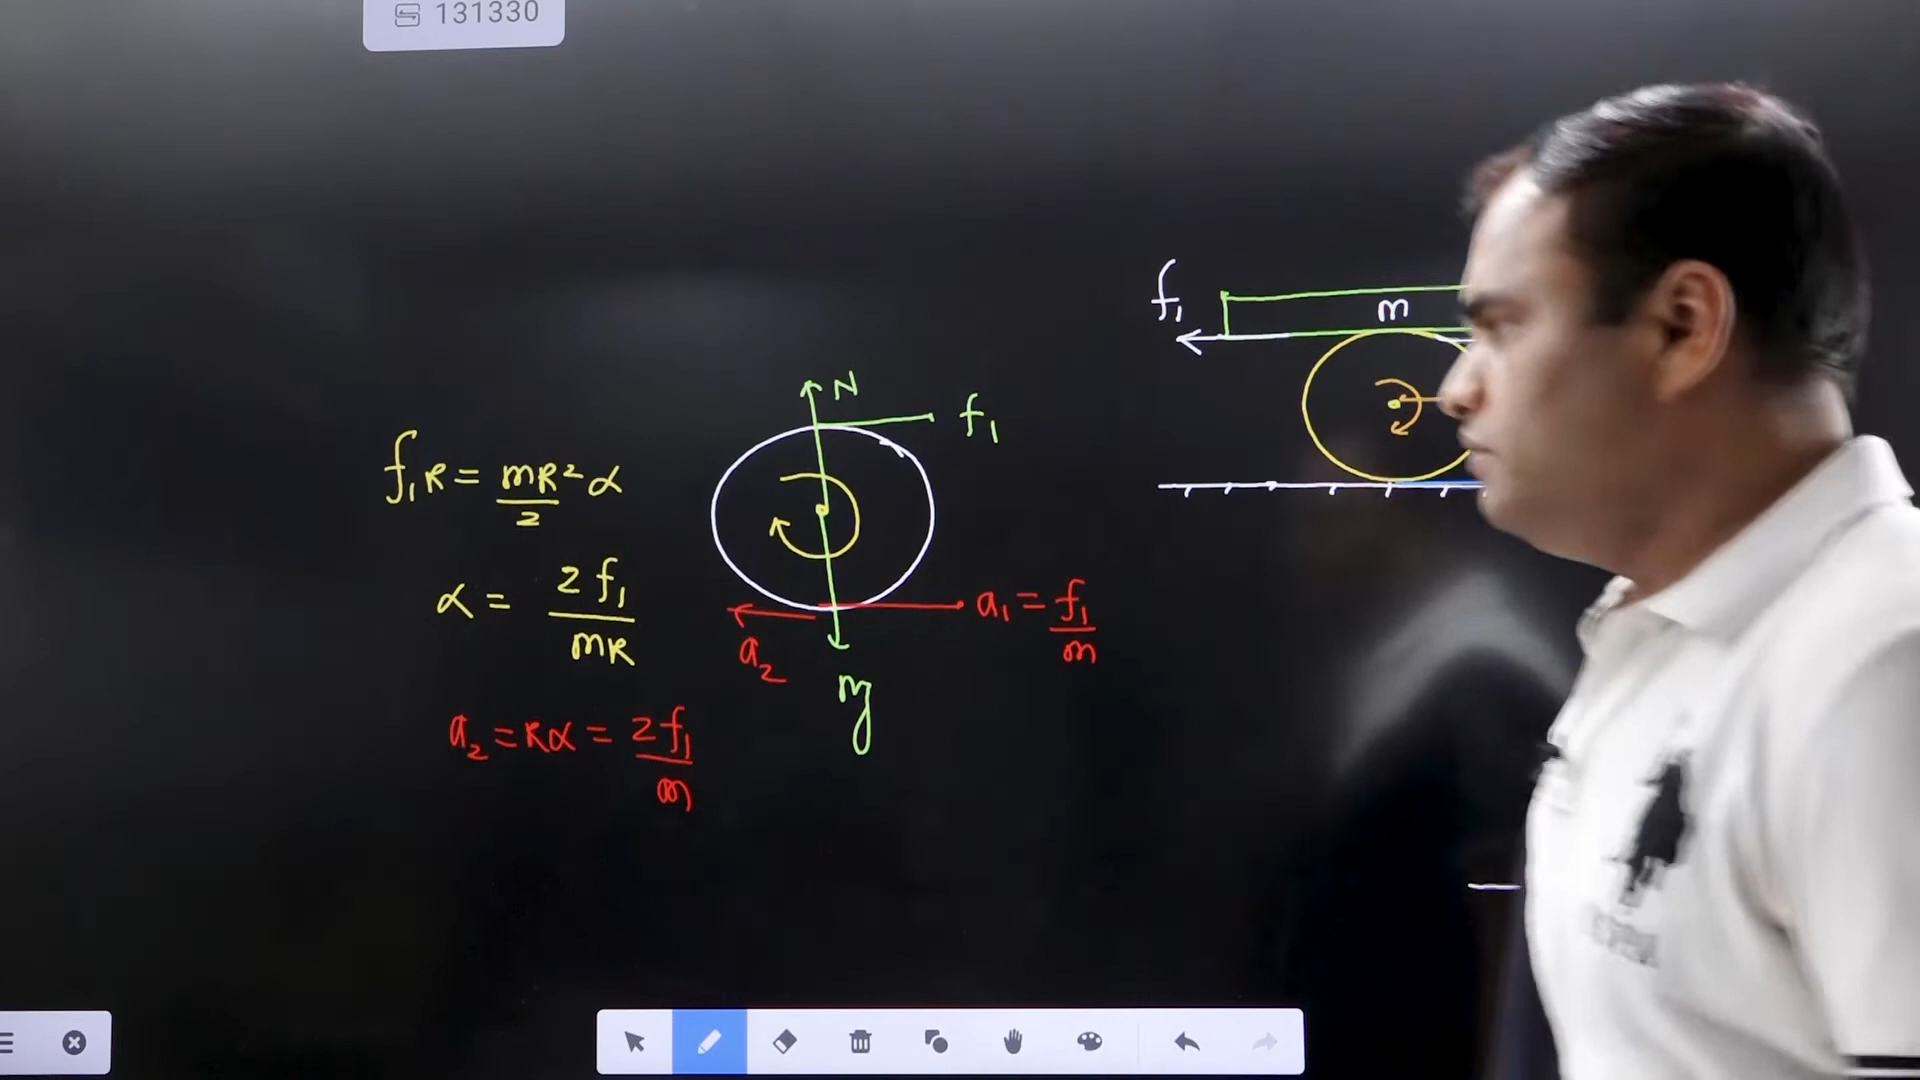 131330
f₁
m
N
f₁
f₁R = mR²/2 α
α = 2f₁/mR
a₁ = f₁/m
a₂
mg
a₂ = Rα = 2f₁/m